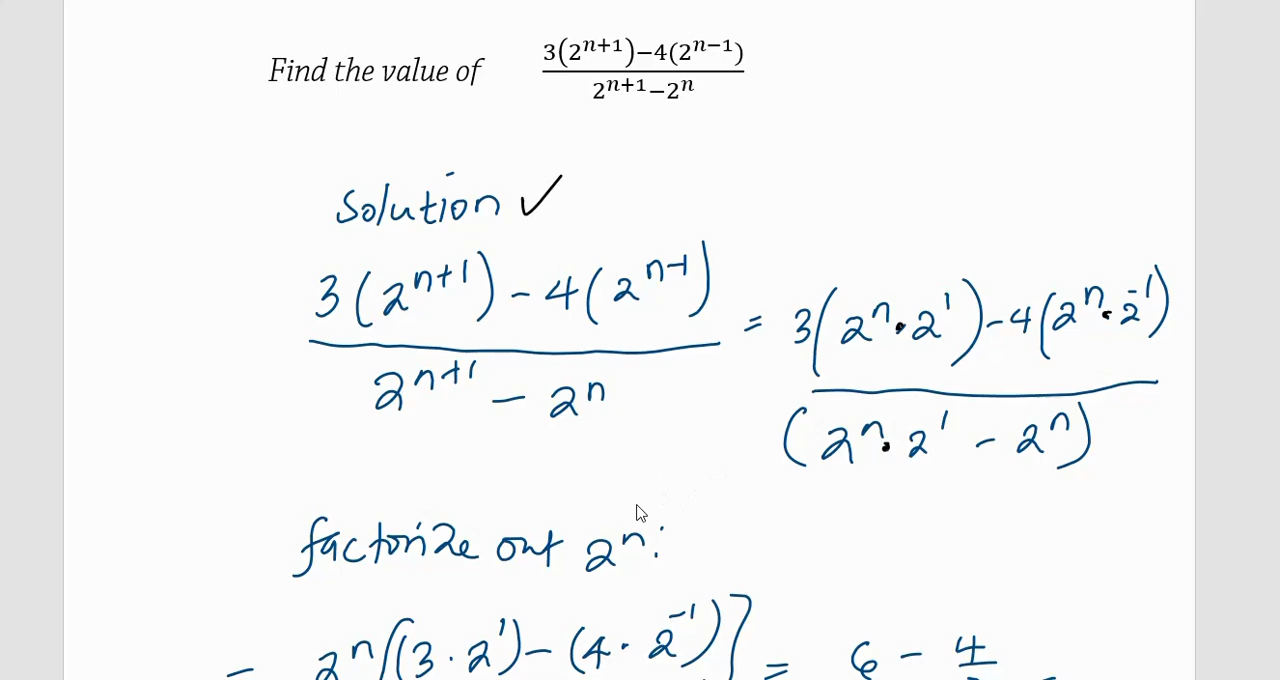 Find the value of (3(2^{n+1})−4(2^{n−1}))/(2^{n+1}−2^n)
Solution ✓
(3(2^{n+1}) − 4(2^{n-1}))/(2^{n+1} − 2^n) = (3(2^n · 2^1) − 4(2^n · 2^{-1}))/((2^n · 2^1 − 2^n))
factorize out 2^n:
= 2^n[(3 · 2^1) − (4 · 2^{-1})] = 6 − 4